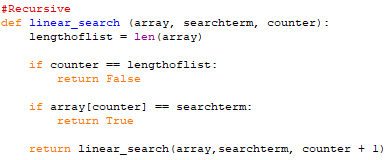 #Recursive
def linear_search (array, searchterm, counter):
    lengthoflist = len(array)

    if counter == lengthoflist:
        return False

    if array[counter] == searchterm:
        return True

    return linear_search(array,searchterm, counter + 1)